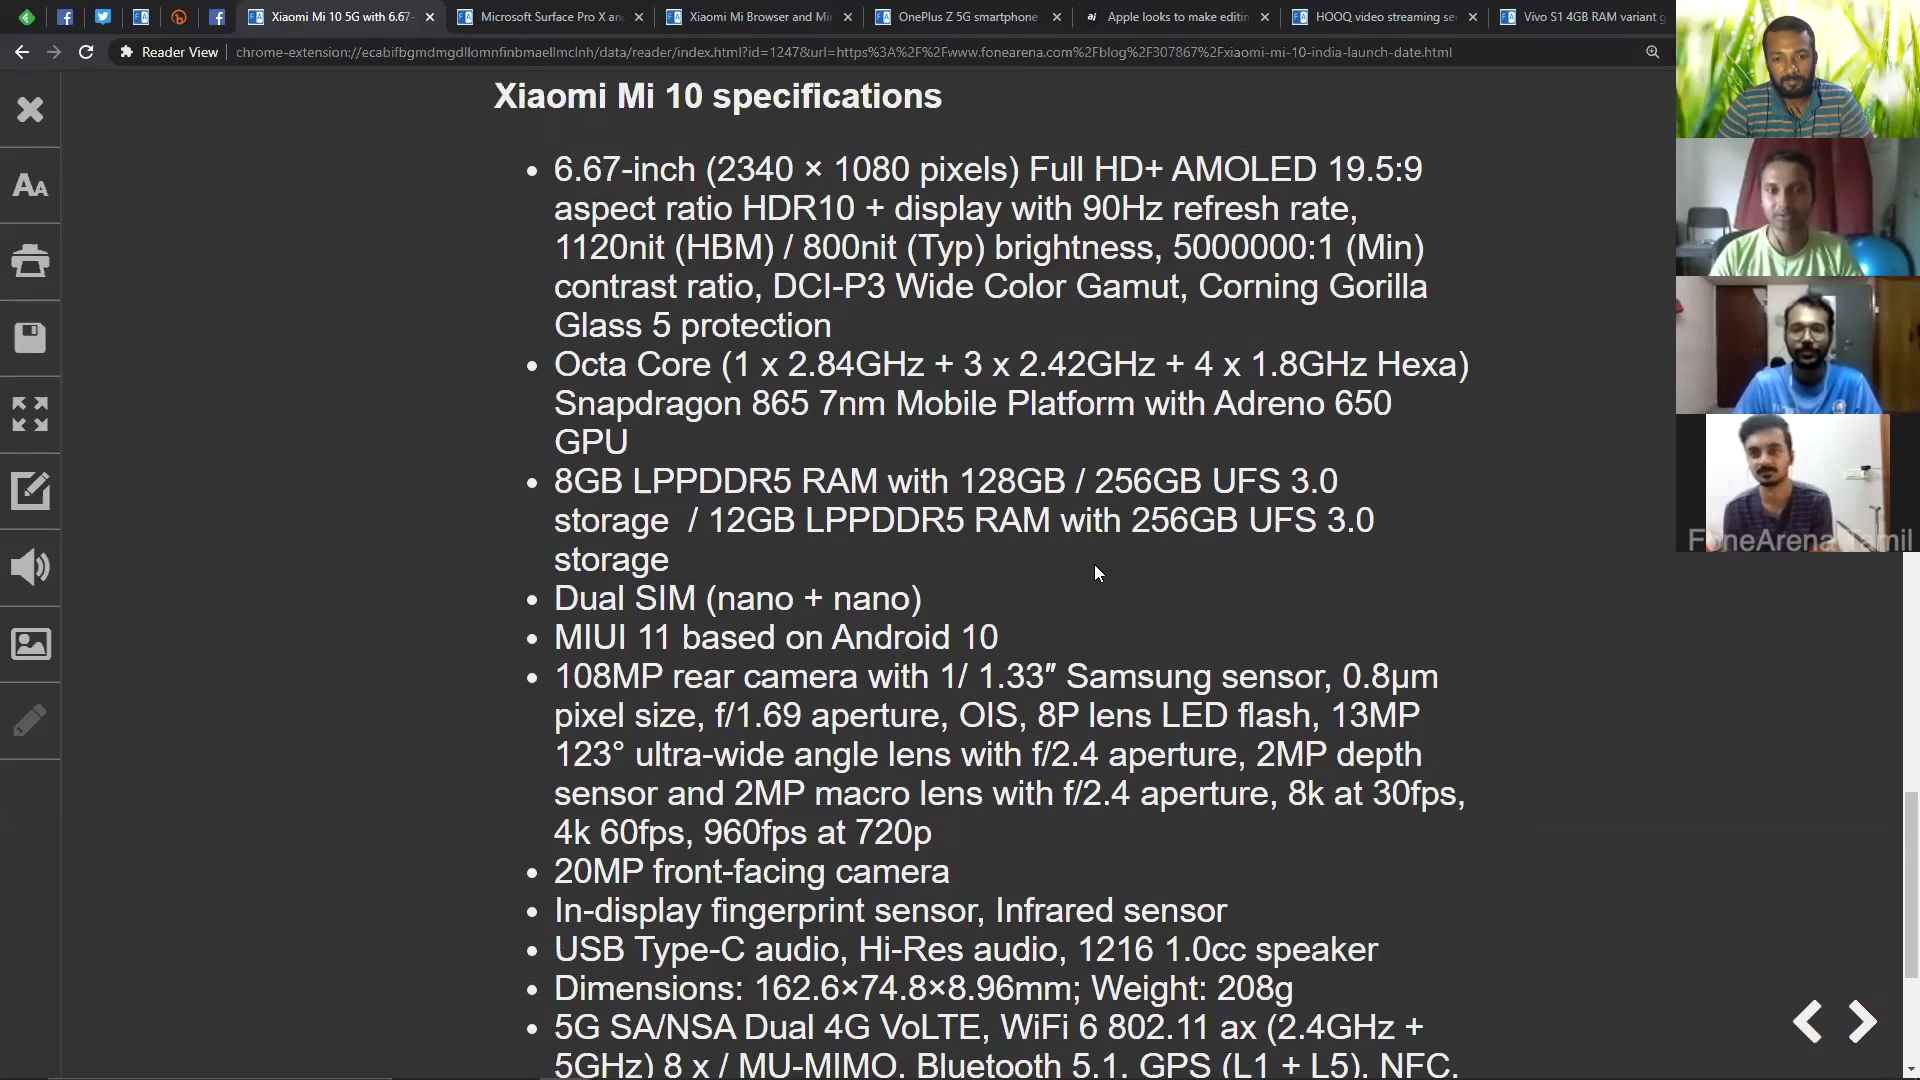 Xiaomi Mi 10 5G with 6.67-
Microsoft Surface Pro X and
Xiaomi Mi Browser and Mi
OnePlus Z 5G smartphone
ai
Apple looks to make editin
HOOQ video streaming se
Vivo S1 4GB RAM variant g
Reader View
chrome-extension://ecabifbgmdmgdllomnfinbmaellmclnh/data/reader/index.html?id=1247&url=https%3A%2F%2Fwww.fonearena.com%2Fblog%2F307867%2Fxiaomi-mi-10-india-launch-date.html
AA
Xiaomi Mi 10 specifications
• 6.67-inch (2340 × 1080 pixels) Full HD+ AMOLED 19.5:9
aspect ratio HDR10 + display with 90Hz refresh rate,
1120nit (HBM) / 800nit (Typ) brightness, 5000000:1 (Min)
contrast ratio, DCI-P3 Wide Color Gamut, Corning Gorilla
Glass 5 protection
• Octa Core (1 x 2.84GHz + 3 x 2.42GHz + 4 x 1.8GHz Hexa)
Snapdragon 865 7nm Mobile Platform with Adreno 650
GPU
• 8GB LPPDDR5 RAM with 128GB / 256GB UFS 3.0
storage / 12GB LPPDDR5 RAM with 256GB UFS 3.0
storage
• Dual SIM (nano + nano)
• MIUI 11 based on Android 10
• 108MP rear camera with 1/ 1.33″ Samsung sensor, 0.8μm
pixel size, f/1.69 aperture, OIS, 8P lens LED flash, 13MP
123° ultra-wide angle lens with f/2.4 aperture, 2MP depth
sensor and 2MP macro lens with f/2.4 aperture, 8k at 30fps,
4k 60fps, 960fps at 720p
• 20MP front-facing camera
• In-display fingerprint sensor, Infrared sensor
• USB Type-C audio, Hi-Res audio, 1216 1.0cc speaker
• Dimensions: 162.6×74.8×8.96mm; Weight: 208g
• 5G SA/NSA Dual 4G VoLTE, WiFi 6 802.11 ax (2.4GHz +
5GHz) 8 x / MU-MIMO, Bluetooth 5.1, GPS (L1 + L5), NFC,
FoneArena Tamil